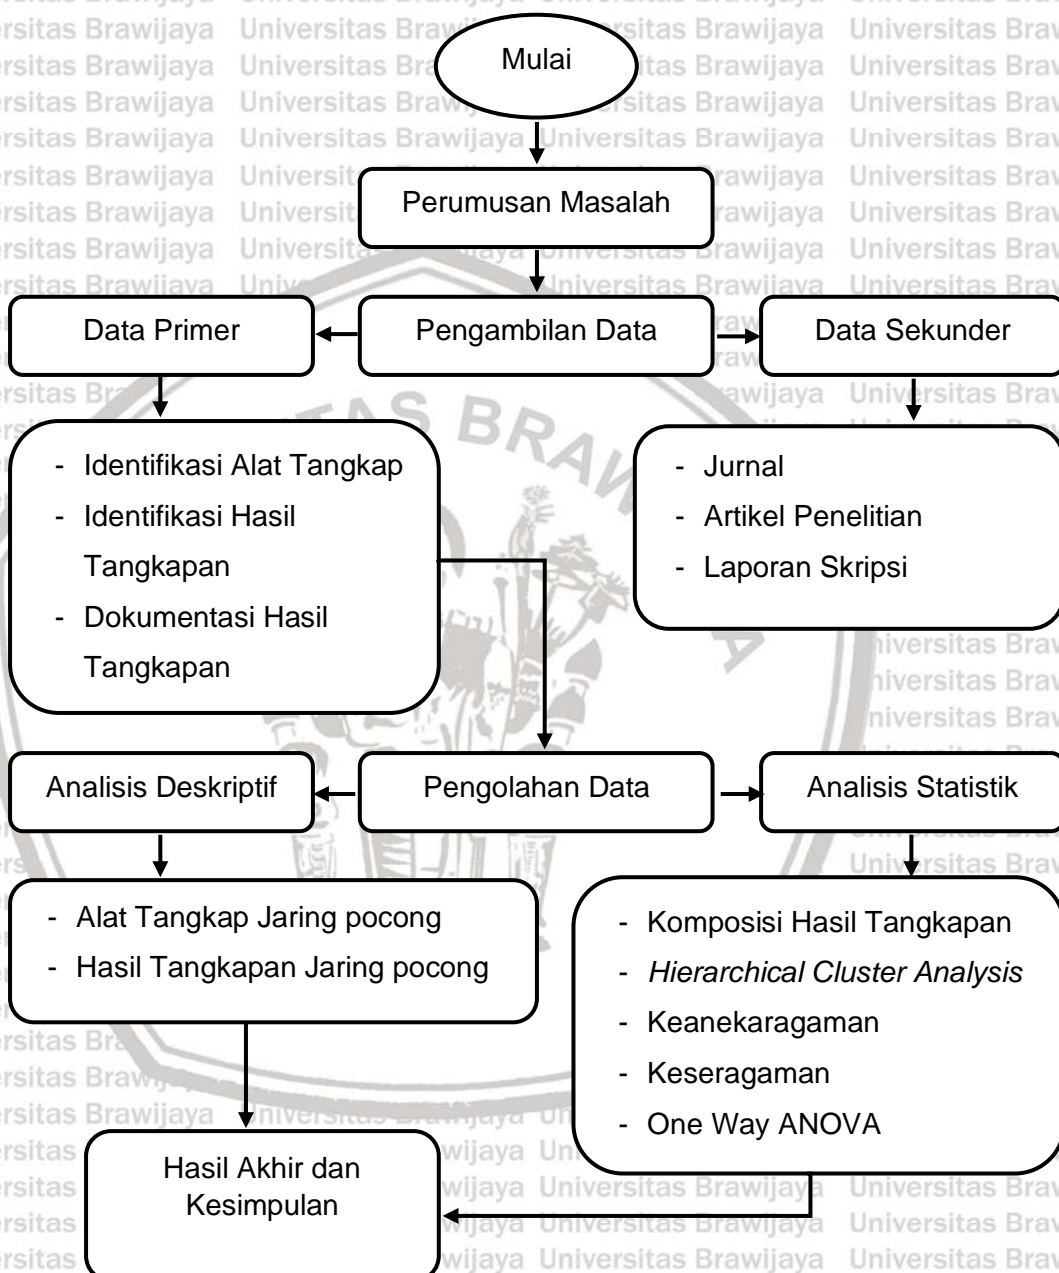 Mulai
Perumusan Masalah
Data Primer
Pengambilan Data
Data Sekunder
- Identifikasi Alat Tangkap
- Identifikasi Hasil
Tangkapan
- Dokumentasi Hasil
Tangkapan
- Jurnal
- Artikel Penelitian
- Laporan Skripsi
Analisis Deskriptif
Pengolahan Data
Analisis Statistik
- Alat Tangkap Jaring pocong
- Hasil Tangkapan Jaring pocong
- Komposisi Hasil Tangkapan
- Hierarchical Cluster Analysis
- Keanekaragaman
- Keseragaman
- One Way ANOVA
Hasil Akhir dan
Kesimpulan